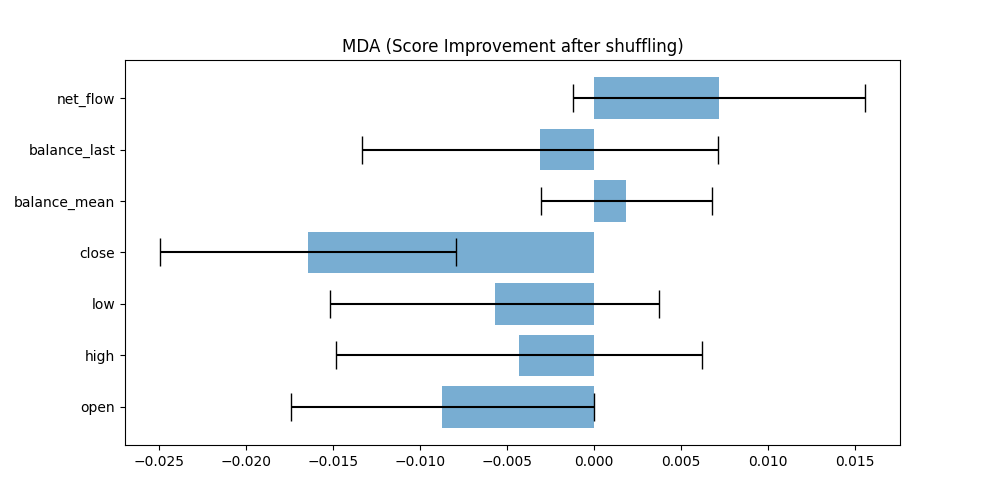 MDA (Score Improvement after shuffling)
net_flow
balance_last
balance_mean
close
low
high
open
−0.025 −0.020 −0.015 −0.010 −0.005 0.000 0.005 0.010 0.015